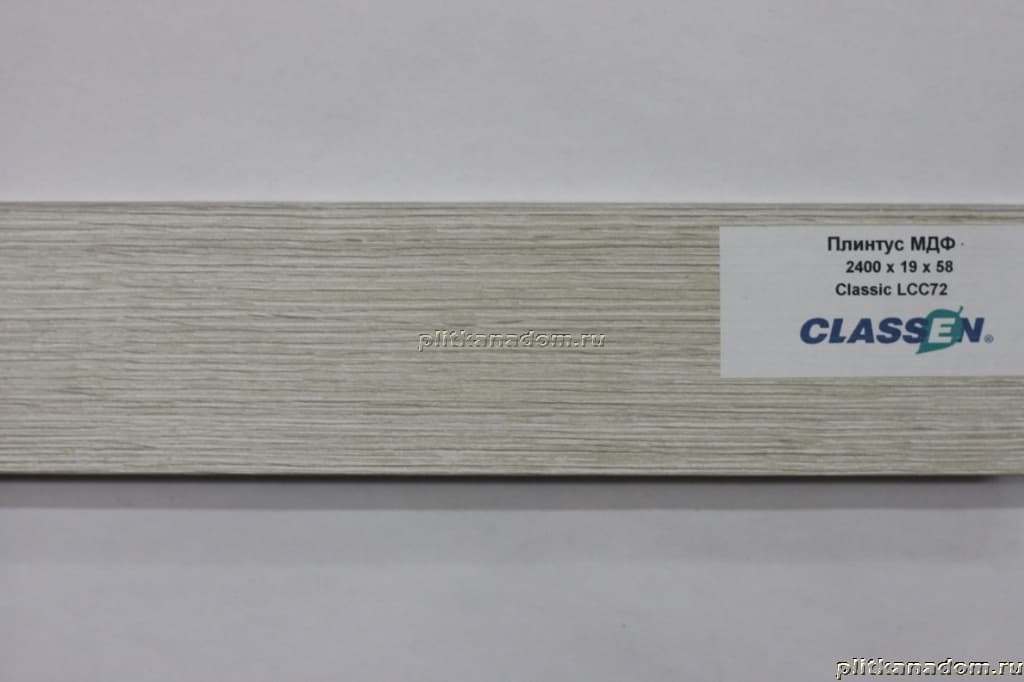 Плинтус МДФ
2400 x 19 x 58
Classic LCC72
CLASSEN®
plitkanadom.ru
plitkanadom.ru